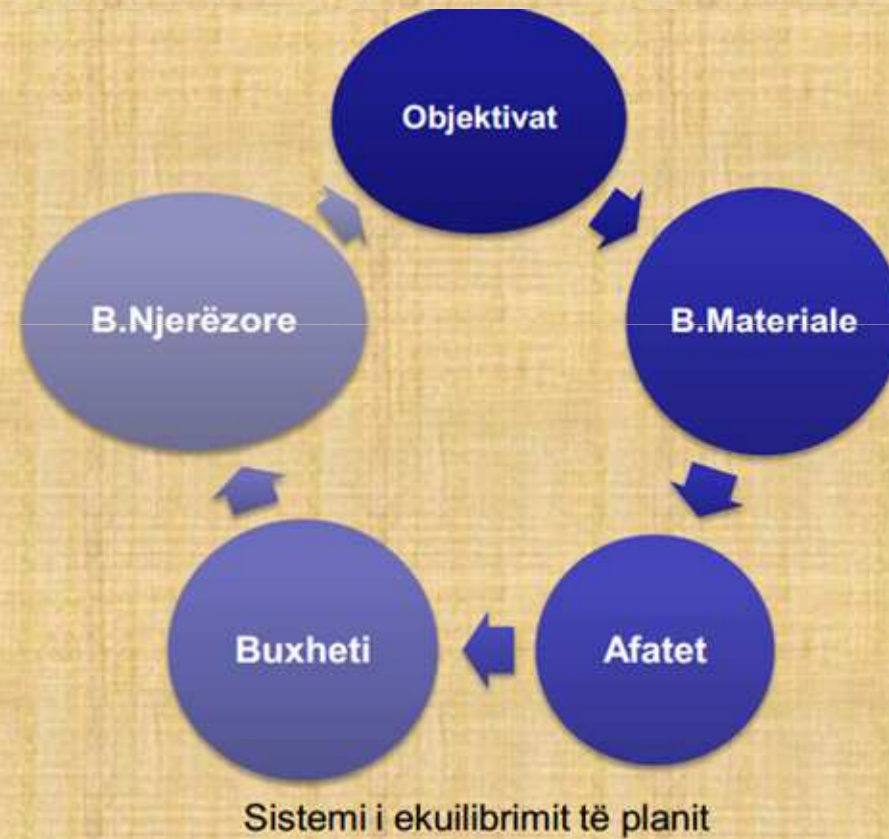 Objektivat
B.Materiale
Afatet
Buxheti
B.Njerëzore
Sistemi i ekuilibrimit të planit